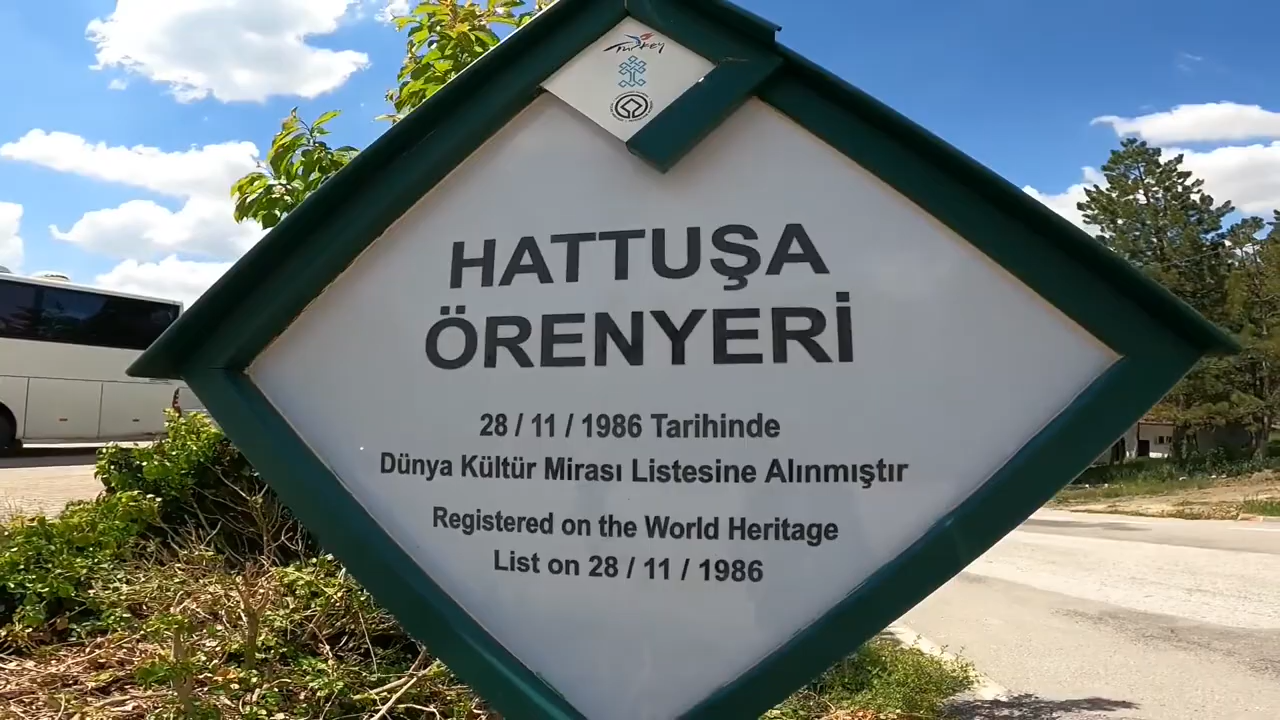 Turkey
HATTUŞA
ÖRENYERİ
28 / 11 / 1986 Tarihinde
Dünya Kültür Mirası Listesine Alınmıştır
Registered on the World Heritage
List on 28 / 11 / 1986